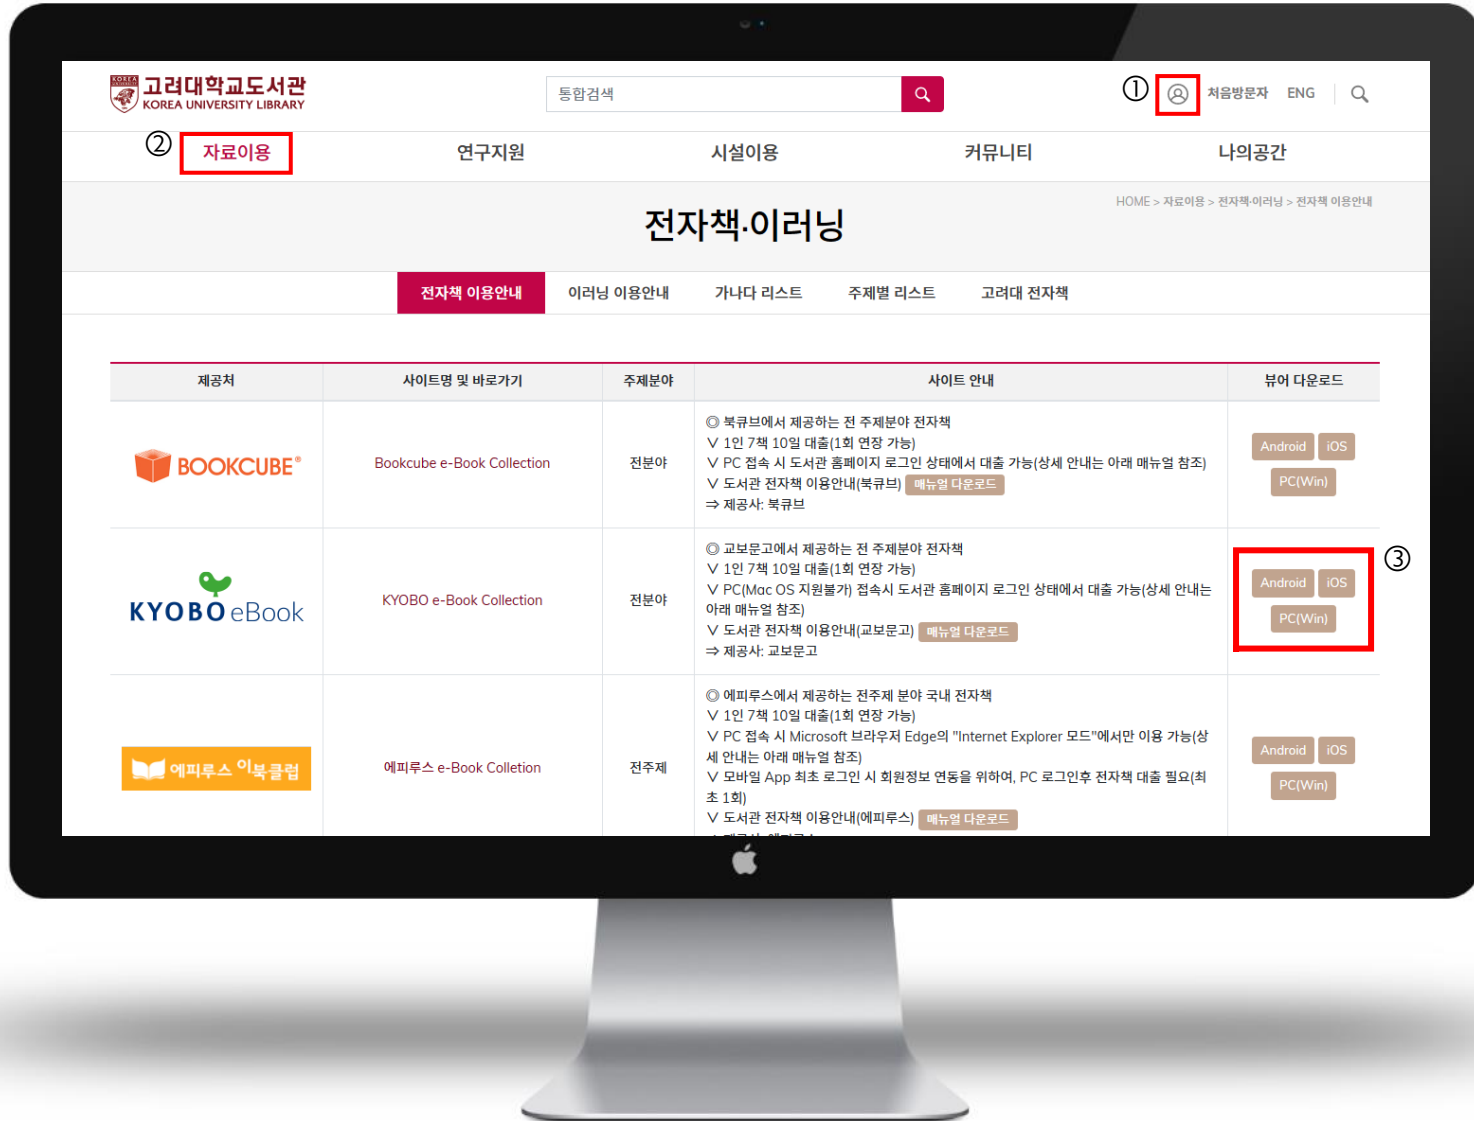 고려대학교도서관
KOREA UNIVERSITY LIBRARY
통합검색
① 처음방문자 ENG
② 자료이용 연구지원 시설이용 커뮤니티 나의공간
HOME > 자료이용 > 전자책·이러닝 > 전자책 이용안내
전자책·이러닝
전자책 이용안내 이러닝 이용안내 가나다 리스트 주제별 리스트 고려대 전자책
제공처 사이트명 및 바로가기 주제분야 사이트 안내 뷰어 다운로드
BOOKCUBE®
Bookcube e-Book Collection
전분야
◎ 북큐브에서 제공하는 전 주제분야 전자책
∨ 1인 7책 10일 대출(1회 연장 가능)
∨ PC 접속 시 도서관 홈페이지 로그인 상태에서 대출 가능(상세 안내는 아래 매뉴얼 참조)
∨ 도서관 전자책 이용안내(북큐브) 매뉴얼 다운로드
⇒ 제공사: 북큐브
Android iOS
PC(Win)
KYOBO eBook
KYOBO e-Book Collection
전분야
◎ 교보문고에서 제공하는 전 주제분야 전자책
∨ 1인 7책 10일 대출(1회 연장 가능)
∨ PC(Mac OS 지원불가) 접속시 도서관 홈페이지 로그인 상태에서 대출 가능(상세 안내는
아래 매뉴얼 참조)
∨ 도서관 전자책 이용안내(교보문고) 매뉴얼 다운로드
⇒ 제공사: 교보문고
③
Android iOS
PC(Win)
에피루스 이북클럽
에피루스 e-Book Colletion
전주제
◎ 에피루스에서 제공하는 전주제 분야 국내 전자책
∨ 1인 7책 10일 대출(1회 연장 가능)
∨ PC 접속 시 Microsoft 브라우저 Edge의 "Internet Explorer 모드"에서만 이용 가능(상
세 안내는 아래 매뉴얼 참조)
∨ 모바일 App 최초 로그인 시 회원정보 연동을 위하여, PC 로그인후 전자책 대출 필요(최
초 1회)
∨ 도서관 전자책 이용안내(에피루스) 매뉴얼 다운로드
Android iOS
PC(Win)